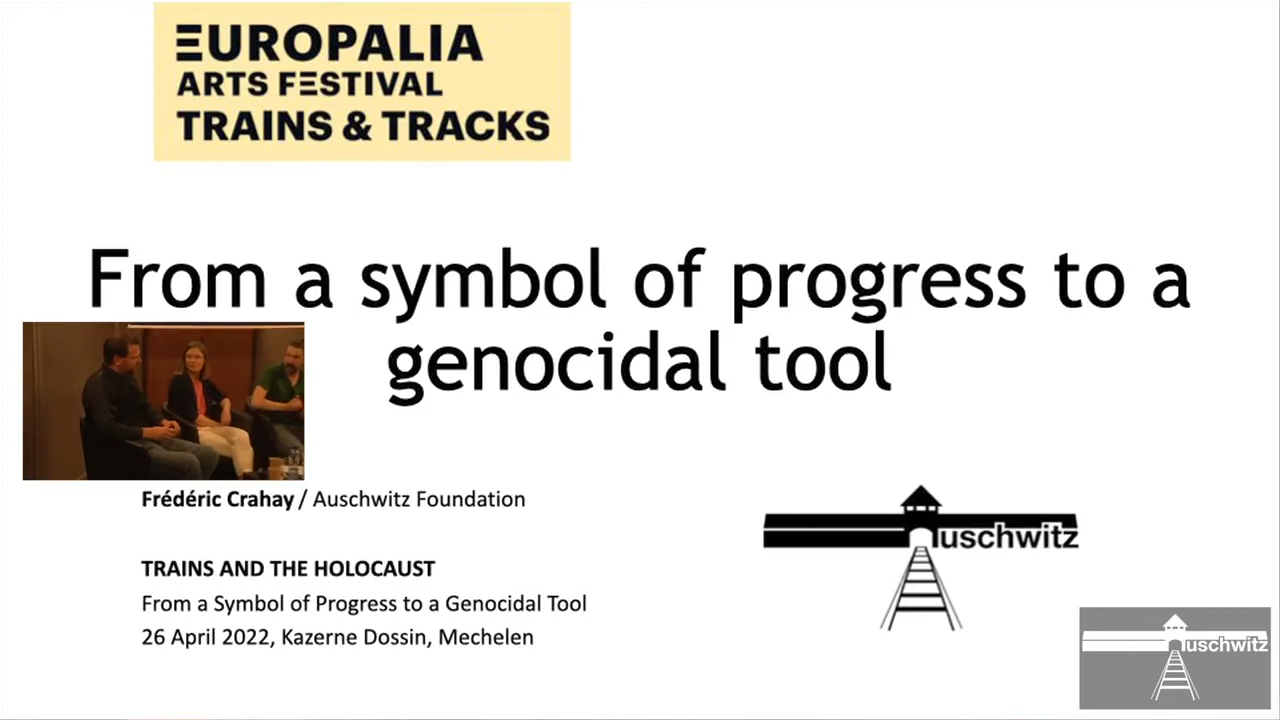 EUROPALIA
ARTS FESTIVAL
TRAINS & TRACKS
From a symbol of progress to a
genocidal tool
Frédéric Crahay / Auschwitz Foundation
TRAINS AND THE HOLOCAUST
From a Symbol of Progress to a Genocidal Tool
26 April 2022, Kazerne Dossin, Mechelen
uschwitz
uschwitz